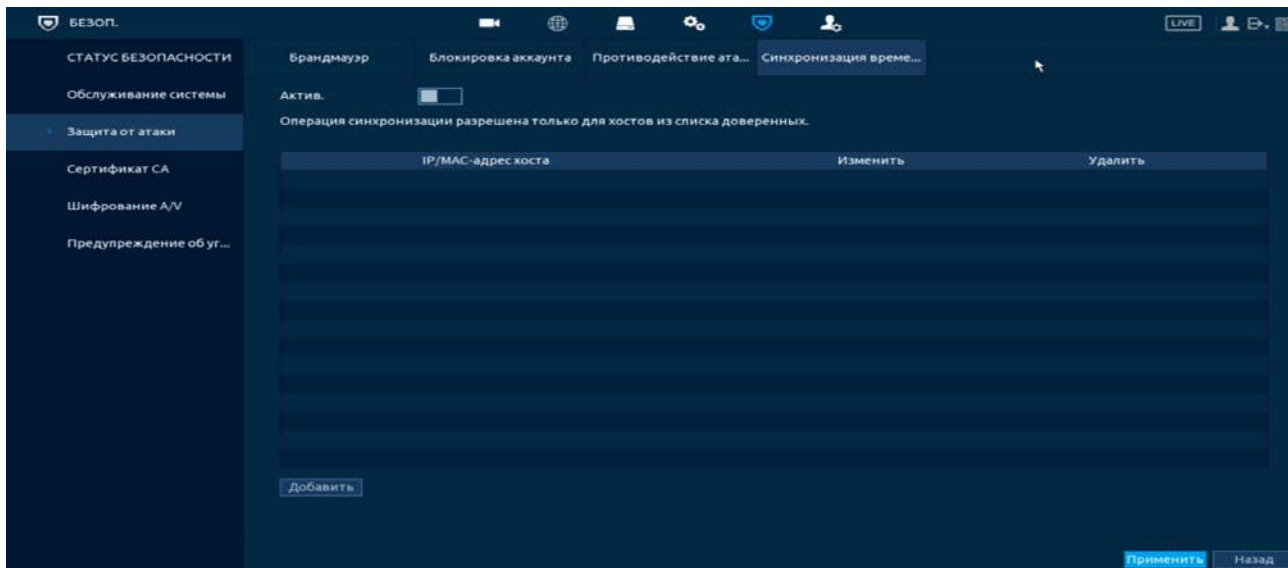 БЕЗОП.
LIVE
СТАТУС БЕЗОПАСНОСТИ
Обслуживание системы
Защита от атаки
Сертификат CA
Шифрование A/V
Предупреждение об уг...
Брандмауэр Блокировка аккаунта Противодействие ата... Синхронизация време...
Актив.
Операция синхронизации разрешена только для хостов из списка доверенных.
IP/MAC-адрес хоста Изменить Удалить
Добавить
Применить Назад